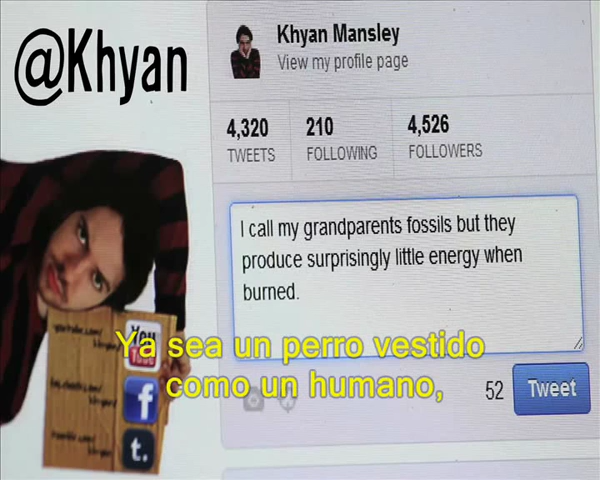 @Khyan
Khyan Mansley
View my profile page
4,320
210
4,526
TWEETS
FOLLOWING
FOLLOWERS
I call my grandparents fossils but they
produce surprisingly little energy when
burned.
You
Ya sea un perro vestido
como un humano,
f
t.
52
Tweet